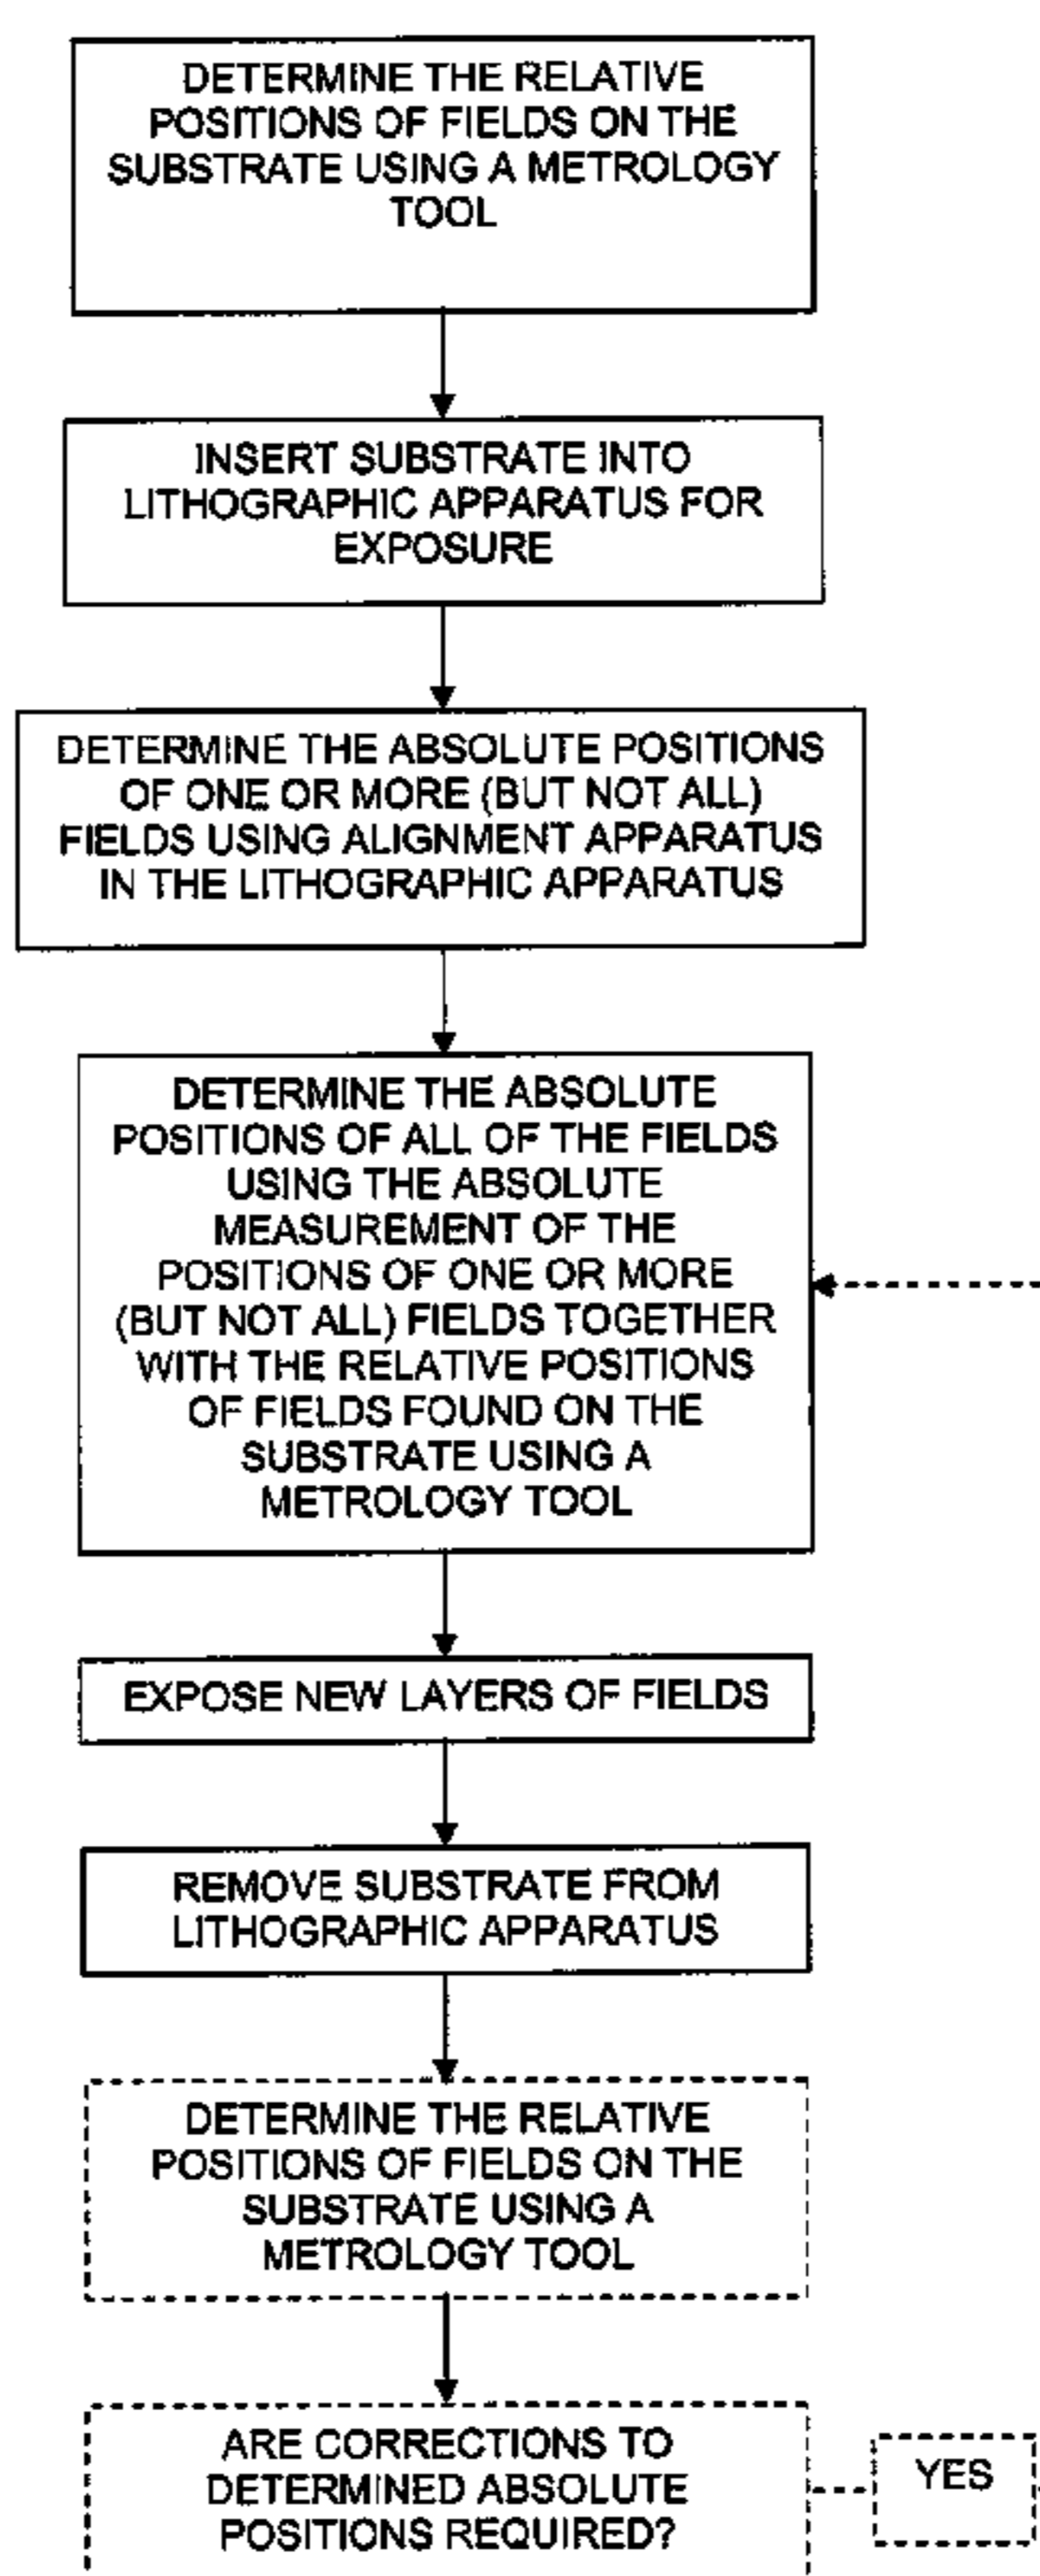 DETERMINE THE RELATIVE
POSITIONS OF FIELDS ON THE
SUBSTRATE USING A METROLOGY
TOOL
INSERT SUBSTRATE INTO
LITHOGRAPHIC APPARATUS FOR
EXPOSURE
DETERMINE THE ABSOLUTE POSITIONS
OF ONE OR MORE (BUT NOT ALL)
FIELDS USING ALIGNMENT APPARATUS
IN THE LITHOGRAPHIC APPARATUS
DETERMINE THE ABSOLUTE
POSITIONS OF ALL OF THE FIELDS
USING THE ABSOLUTE
MEASUREMENT OF THE
POSITIONS OF ONE OR MORE
(BUT NOT ALL) FIELDS TOGETHER
WITH THE RELATIVE POSITIONS
OF FIELDS FOUND ON THE
SUBSTRATE USING A
METROLOGY TOOL
EXPOSE NEW LAYERS OF FIELDS
REMOVE SUBSTRATE FROM
LITHOGRAPHIC APPARATUS
DETERMINE THE RELATIVE
POSITIONS OF FIELDS ON THE
SUBSTRATE USING A
METROLOGY TOOL
ARE CORRECTIONS TO
DETERMINED ABSOLUTE
POSITIONS REQUIRED?
YES